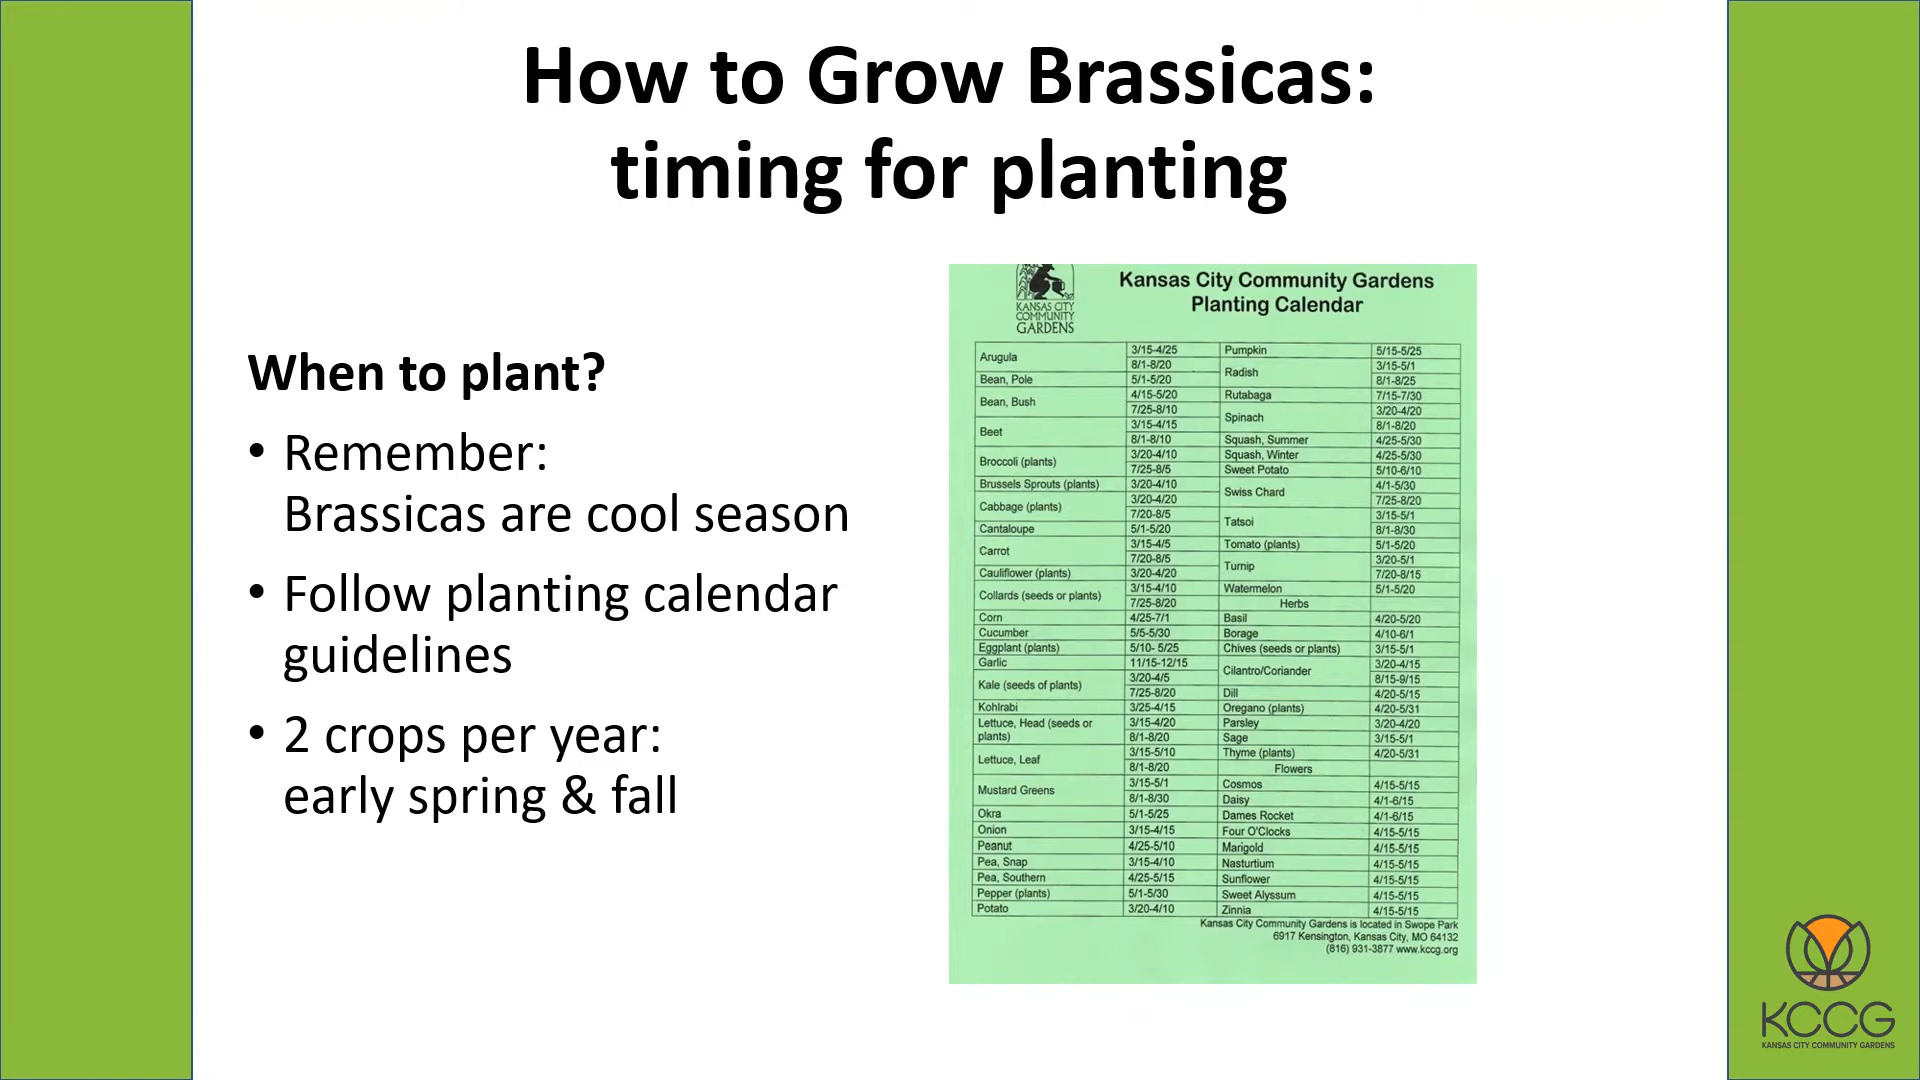 How to Grow Brassicas:
timing for planting
When to plant?
• Remember:
Brassicas are cool season
• Follow planting calendar
guidelines
• 2 crops per year:
early spring & fall
KANSAS CITY
COMMUNITY
GARDENS
Kansas City Community Gardens
Planting Calendar
Arugula 3/15-4/25
8/1-8/20
Bean, Pole 5/1-5/20
Bean, Bush 4/15-5/20
7/25-8/10
Beet 3/15-4/15
8/1-8/10
Broccoli (plants) 3/20-4/10
7/25-8/5
Brussels Sprouts (plants) 3/20-4/10
Cabbage (plants) 3/20-4/20
7/20-8/5
Cantaloupe 5/1-5/20
Carrot 3/15-4/5
7/20-8/5
Cauliflower (plants) 3/20-4/20
Collards (seeds or plants) 3/15-4/10
7/25-8/20
Corn 4/25-7/1
Cucumber 5/5-5/30
Eggplant (plants) 5/10- 5/25
Garlic 11/15-12/15
Kale (seeds of plants) 3/20-4/5
7/25-8/20
Kohlrabi 3/25-4/15
Lettuce, Head (seeds or 3/15-4/20
plants) 8/1-8/20
Lettuce, Leaf 3/15-5/10
8/1-8/20
Mustard Greens 3/15-5/1
8/1-8/30
Okra 5/1-5/25
Onion 3/15-4/15
Peanut 4/25-5/10
Pea, Snap 3/15-4/10
Pea, Southern 4/25-5/15
Pepper (plants) 5/1-5/30
Potato 3/20-4/10
Pumpkin 5/15-5/25
Radish 3/15-5/1
8/1-8/25
Rutabaga 7/15-7/30
Spinach 3/20-4/20
8/1-8/20
Squash, Summer 4/25-5/30
Squash, Winter 4/25-5/30
Sweet Potato 5/10-6/10
Swiss Chard 4/1-5/30
7/25-8/20
Tatsoi 3/15-5/1
8/1-8/30
Tomato (plants) 5/1-5/20
Turnip 3/20-5/1
7/20-8/15
Watermelon 5/1-5/20
Herbs
Basil 4/20-5/20
Borage 4/10-6/1
Chives (seeds or plants) 3/15-5/1
Cilantro/Coriander 3/20-4/15
8/15-9/15
Dill 4/20-5/15
Oregano (plants) 4/20-5/31
Parsley 3/20-4/20
Sage 3/15-5/1
Thyme (plants) 4/20-5/31
Flowers
Cosmos 4/15-5/15
Daisy 4/1-6/15
Dames Rocket 4/1-6/15
Four O'Clocks 4/15-5/15
Marigold 4/15-5/15
Nasturtium 4/15-5/15
Sunflower 4/15-5/15
Sweet Alyssum 4/15-5/15
Zinnia 4/15-5/15
Kansas City Community Gardens is located in Swope Park
6917 Kensington, Kansas City, MO 64132
(816) 931-3877 www.kccg.org
KCCG
KANSAS CITY COMMUNITY GARDENS